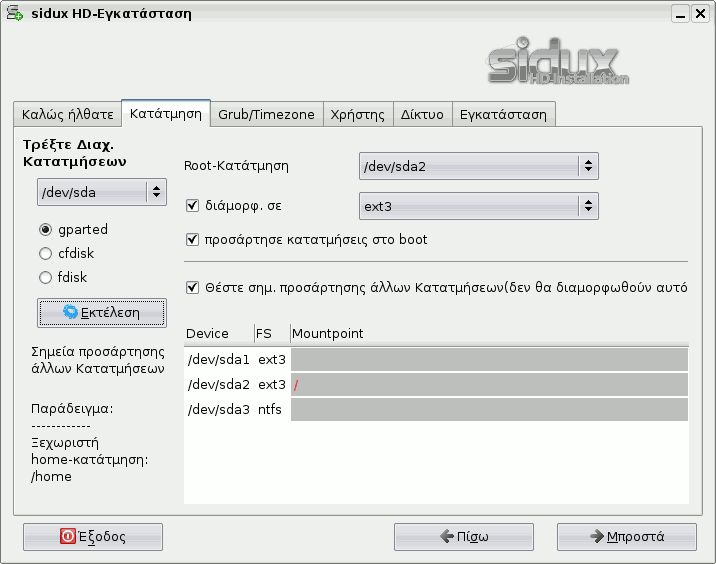 sidux HD-Εγκατάσταση
sidux
HD-Installation
Καλώς ήλθατε
Κατάτμηση
Grub/Timezone
Χρήστης
Δίκτυο
Εγκατάσταση
Τρέξτε Διαχ.
Κατατμήσεων
/dev/sda
gparted
cfdisk
fdisk
Εκτέλεση
Σημεία προσάρτησης
άλλων Κατατμήσεων
Παράδειγμα:
------------
Ξεχωριστή
home-κατάτμηση:
/home
Root-Κατάτμηση
/dev/sda2
διάμορφ. σε
ext3
προσάρτησε κατατμήσεις στο boot
Θέστε σημ. προσάρτησης άλλων Κατατμήσεων(δεν θα διαμορφωθούν αυτό
Device FS Mountpoint
/dev/sda1 ext3
/dev/sda2 ext3 /
/dev/sda3 ntfs
Έξοδος
Πίσω
Μπροστά